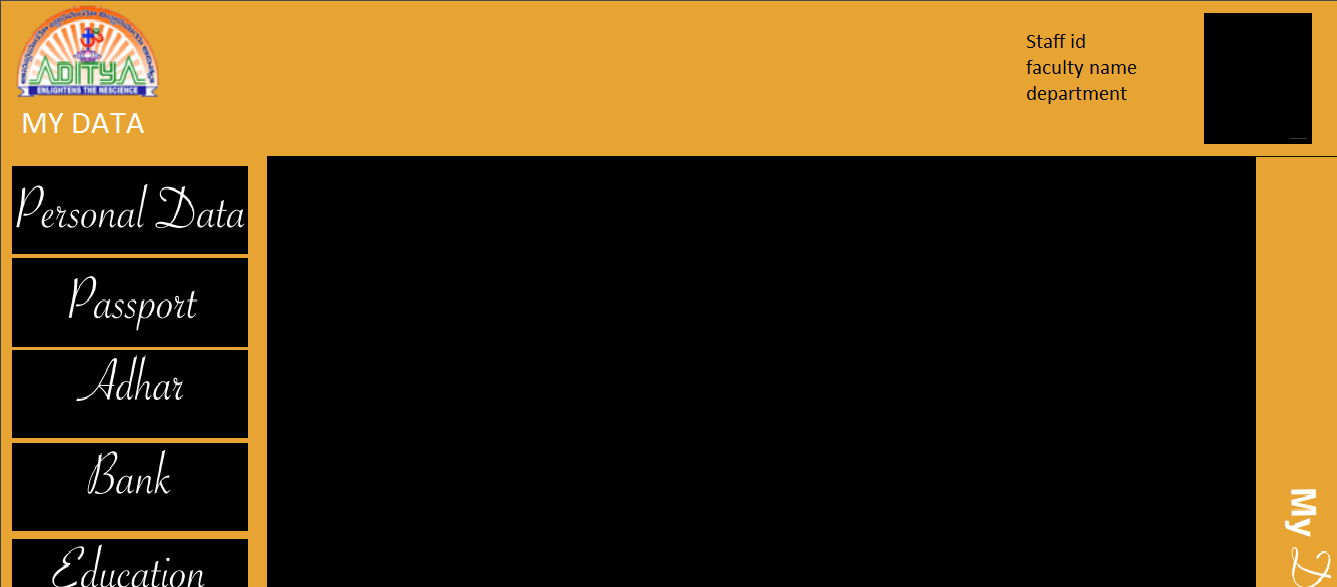 ADITYA
ENLIGHTENS THE NESCIENCE
MY DATA
Staff id
faculty name
department
Personal Data
Passport
Adhar
Bank
Education
My D